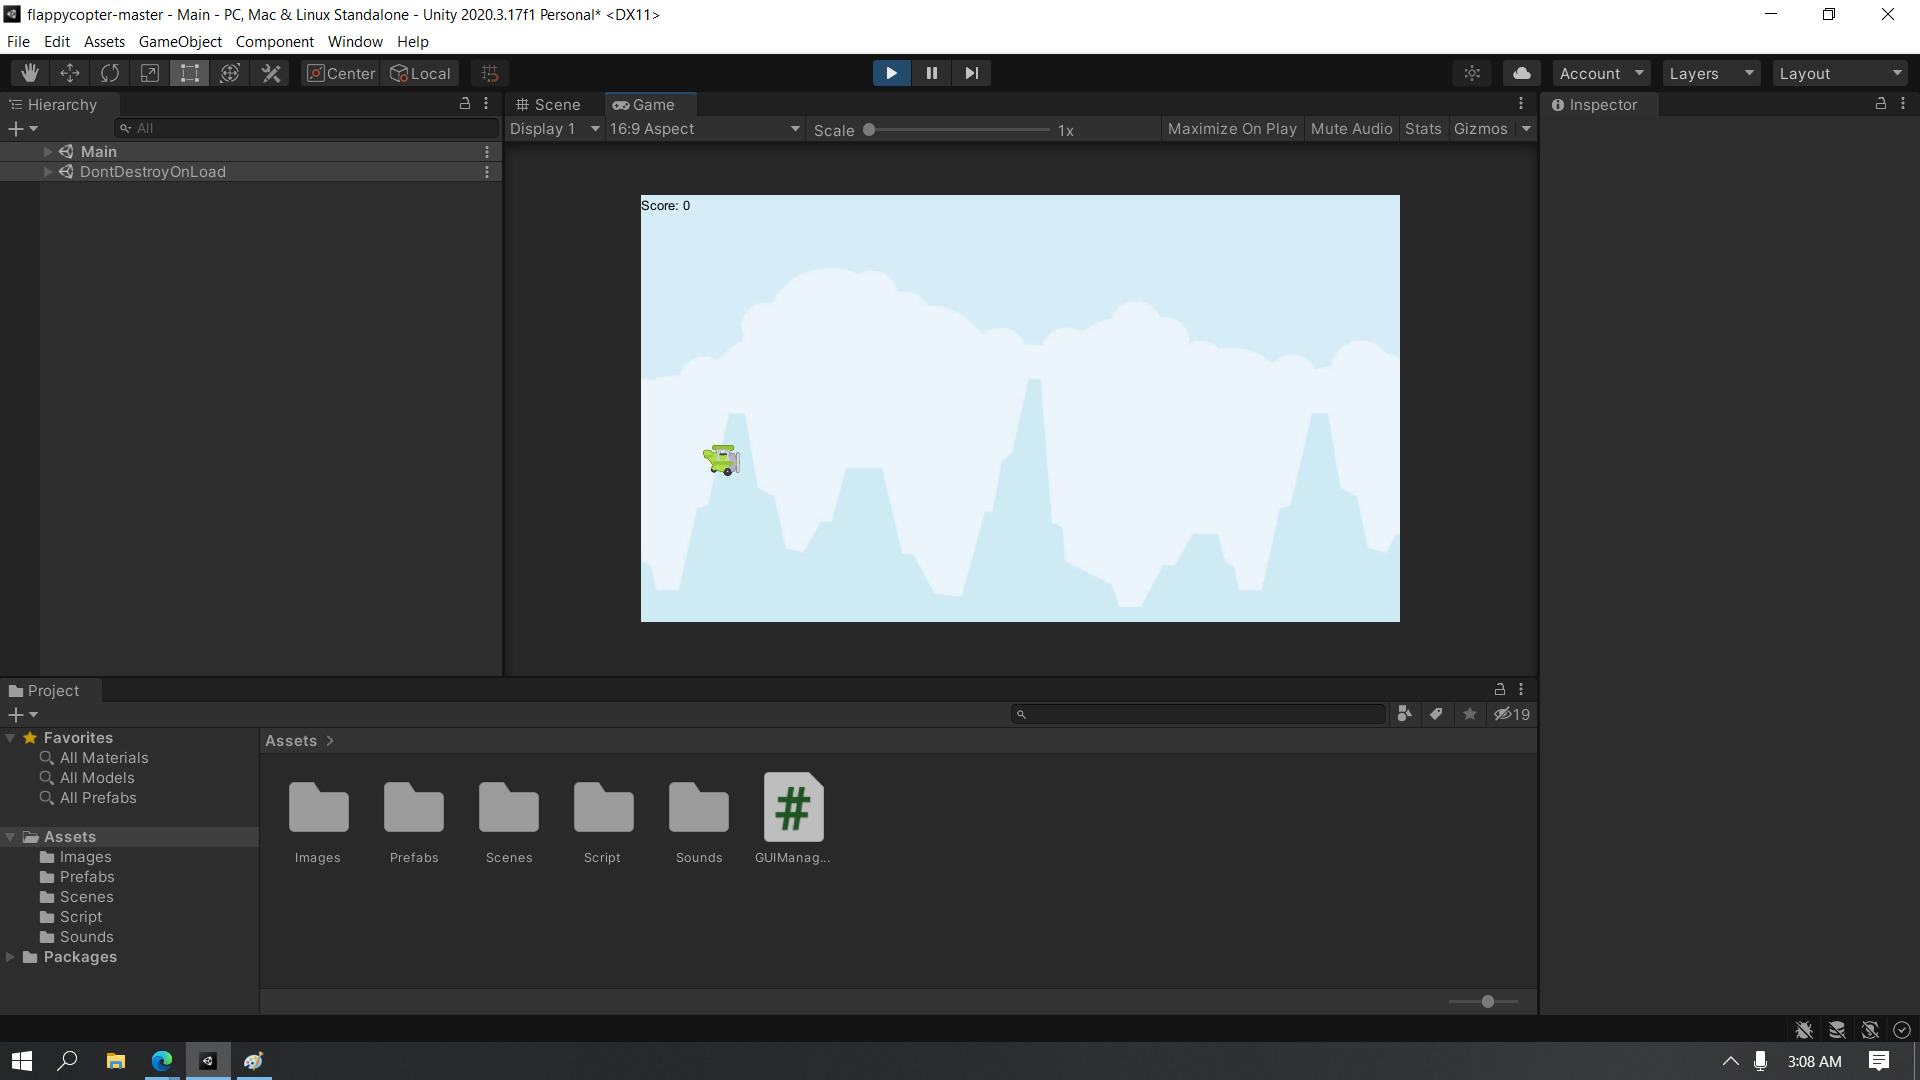 flappycopter-master - Main - PC, Mac & Linux Standalone - Unity 2020.3.17f1 Personal* <DX11>
File Edit Assets GameObject Component Window Help
Center Local Account Layers Layout
Hierarchy
All
Main
DontDestroyOnLoad
Scene Game
Display 1 16:9 Aspect Scale 1x Maximize On Play Mute Audio Stats Gizmos
Score: 0
Inspector
Project
19
Favorites
All Materials
All Models
All Prefabs
Assets
Images
Prefabs
Scenes
Script
Sounds
Packages
Assets >
Images Prefabs Scenes Script Sounds GUIManag...
3:08 AM